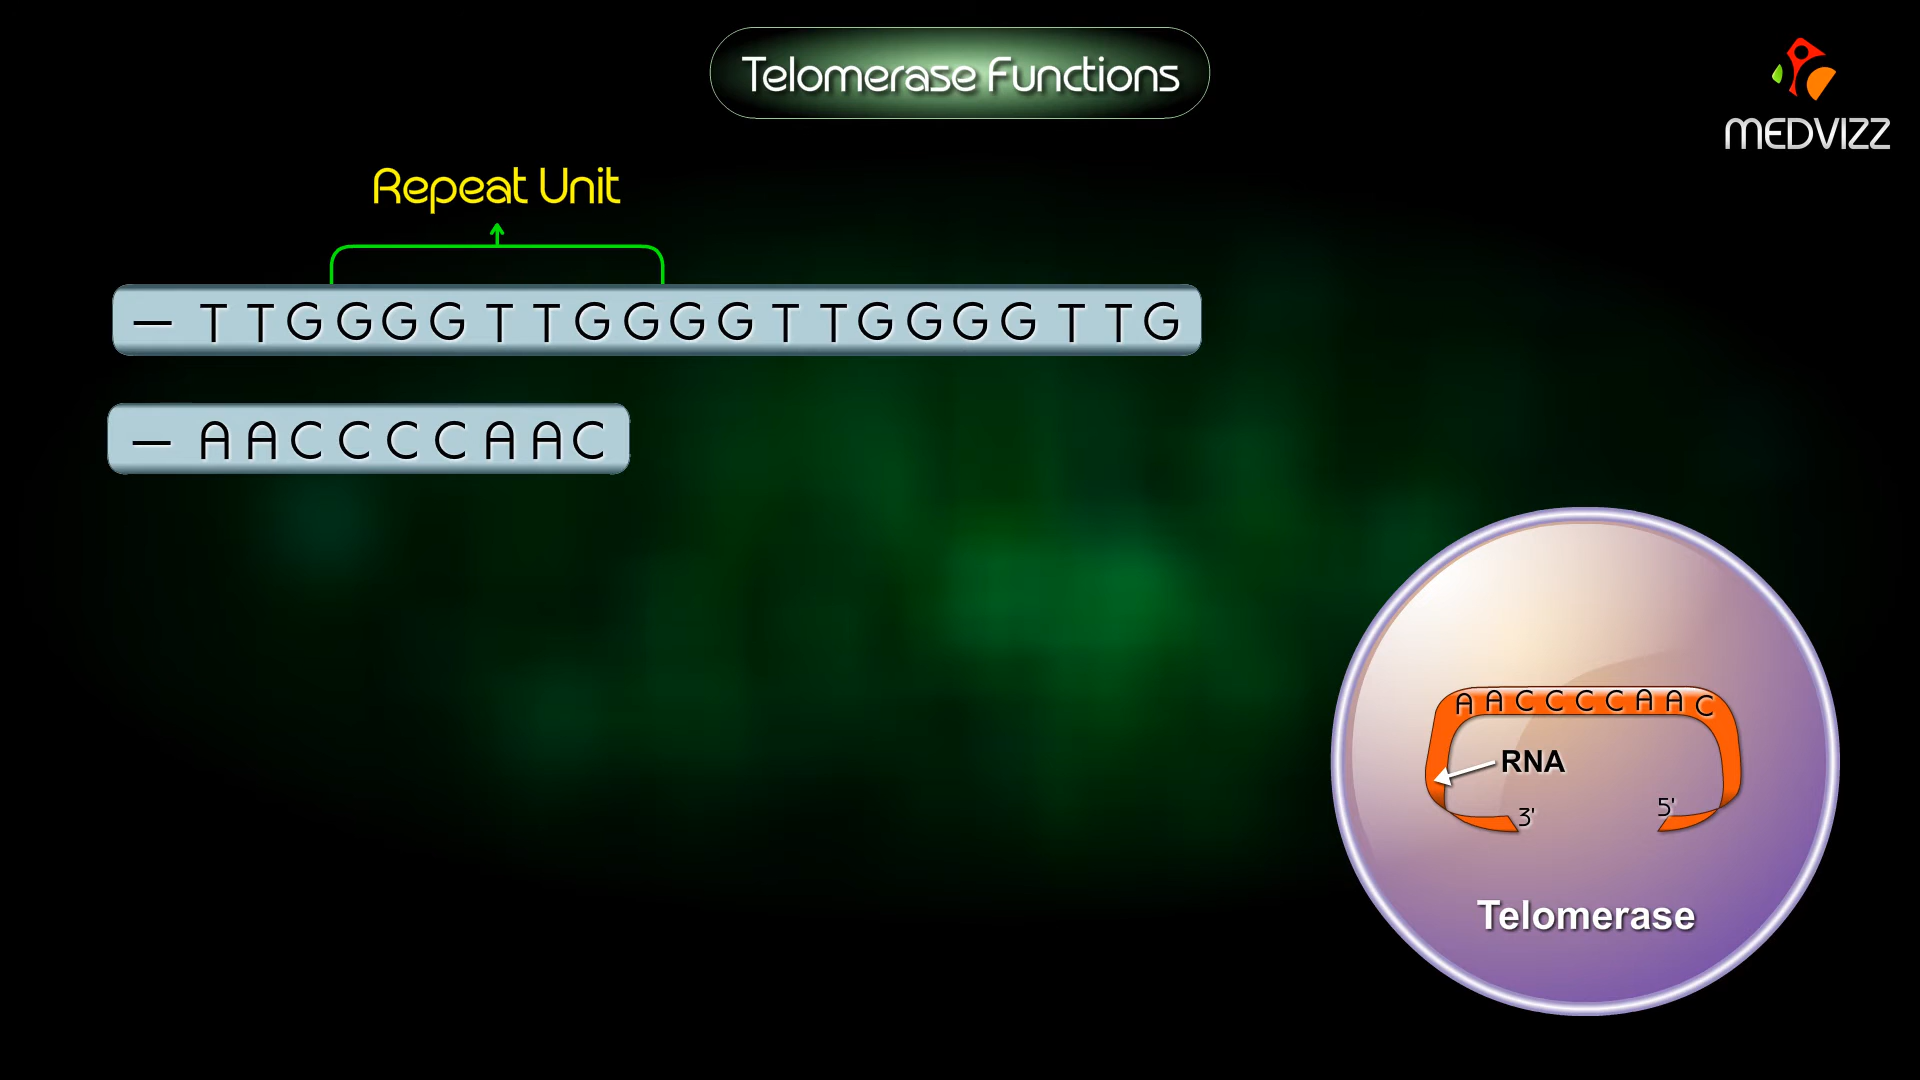 Telomerase Functions
MEDVIZZ
Repeat Unit
— T T G G G G T T G G G G T T G G G G T T G
— A A C C C C A A C
A A C C C C A A C
RNA
3' 5'
Telomerase